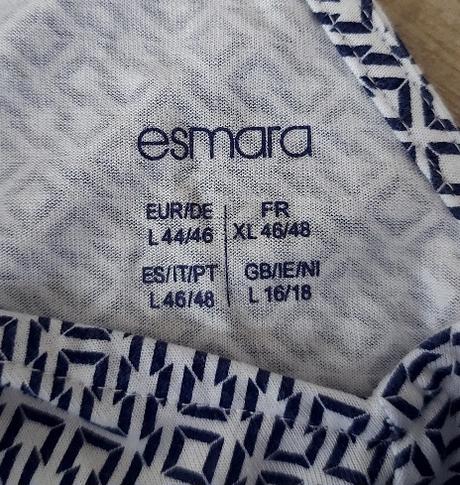 esmara
EUR/DE FR
L 44/46 XL 46/48
ES/IT/PT GB/IE/NI
L 46/48 L 16/18